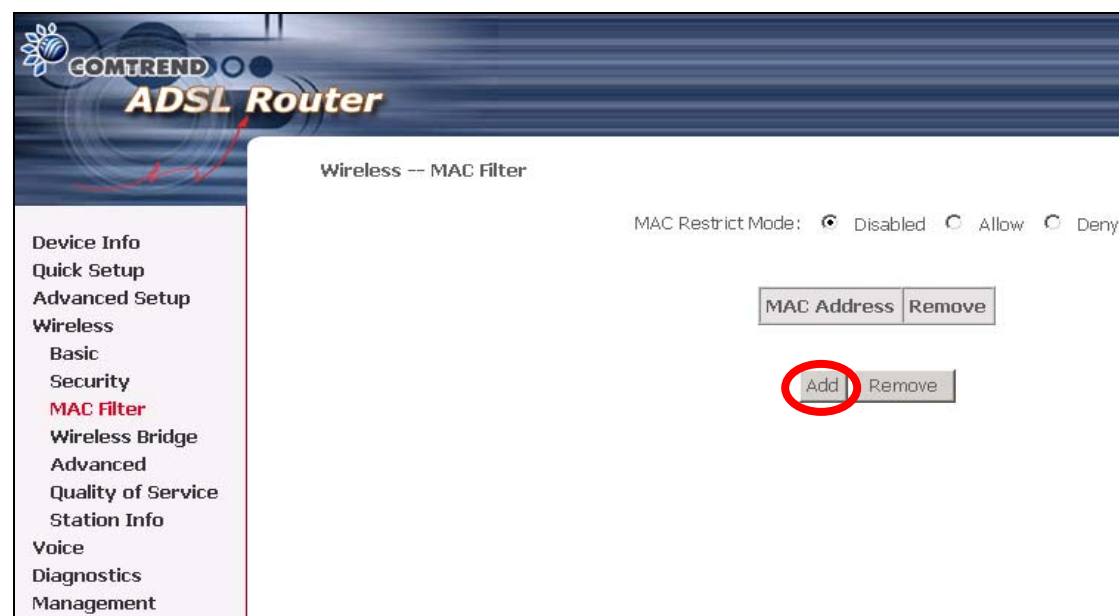 COMTREND
ADSL Router
Wireless -- MAC Filter
MAC Restrict Mode: Disabled Allow Deny
MAC Address Remove
Add Remove
Device Info
Quick Setup
Advanced Setup
Wireless
Basic
Security
MAC Filter
Wireless Bridge
Advanced
Quality of Service
Station Info
Voice
Diagnostics
Management